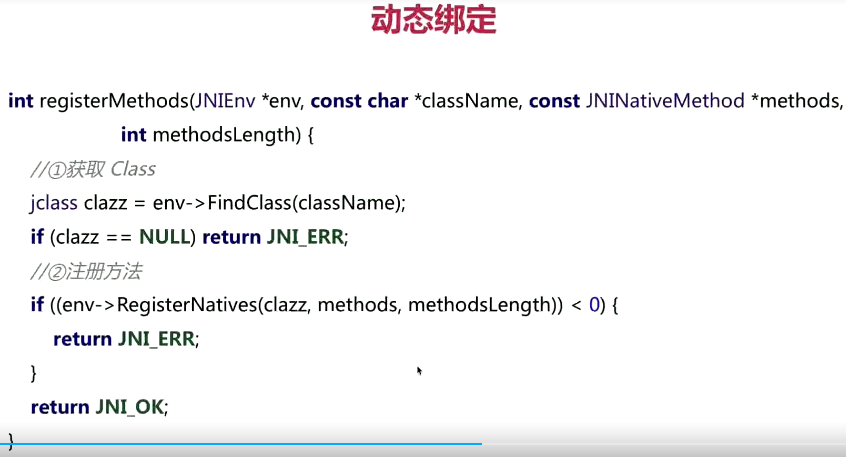 动态绑定
int registerMethods(JNIEnv *env, const char *className, const JNINativeMethod *methods,
int methodsLength) {
//①获取 Class
jclass clazz = env->FindClass(className);
if (clazz == NULL) return JNI_ERR;
//②注册方法
if ((env->RegisterNatives(clazz, methods, methodsLength)) < 0) {
return JNI_ERR;
}
return JNI_OK;
}